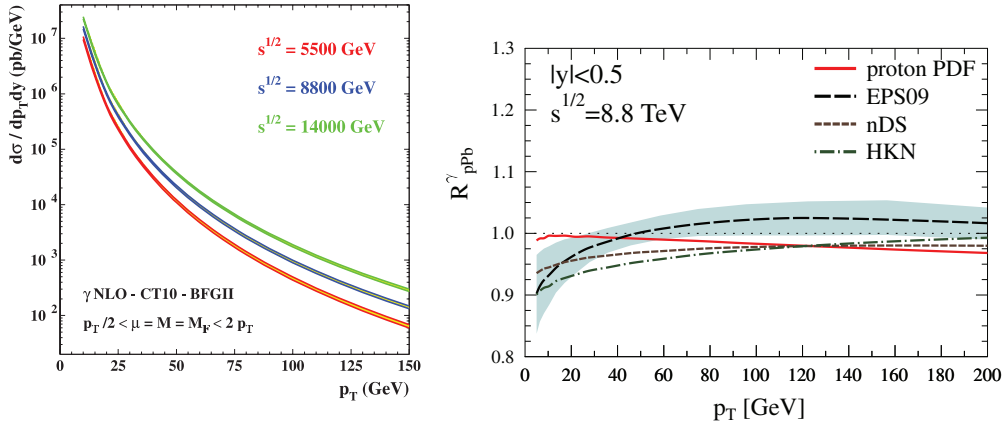 dσ / dp_T dy (pb/GeV)
10^7
10^6
10^5
10^4
10^3
10^2
s^{1/2} = 5500 GeV
s^{1/2} = 8800 GeV
s^{1/2} = 14000 GeV
γ NLO - CT10 - BFGII
p_T /2 < μ = M = M_F < 2 p_T
0 25 50 75 100 125 150
p_T (GeV)
R^γ_pPb
1.3
1.2
1.1
1.0
0.9
0.8
|y|<0.5
s^{1/2}=8.8 TeV
proton PDF
EPS09
nDS
HKN
0 20 40 60 80 100 120 140 160 180 200
p_T [GeV]